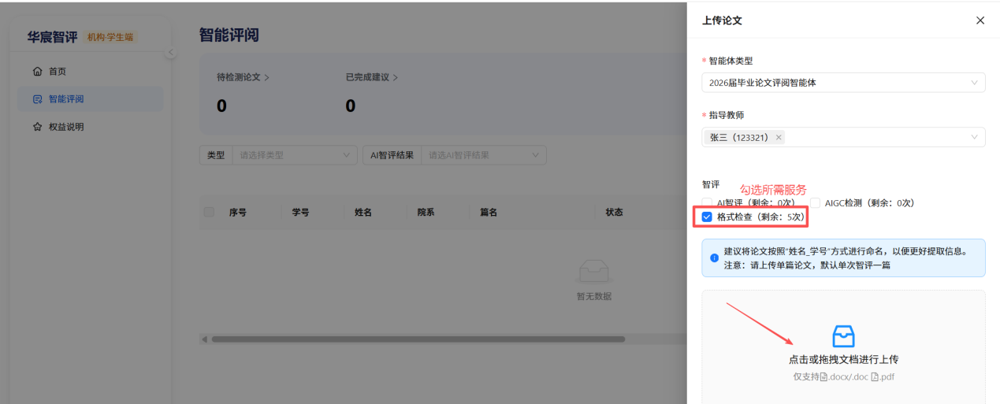 华宸智评 机构·学生端
首页
智能评阅
权益说明
智能评阅
待检测论文 >
已完成建议 >
0
0
类型 请选择类型
AI智评结果 请选AI智评结果
序号 学号 姓名 院系 篇名 状态
暂无数据
上传论文
* 智能体类型
2026届毕业论文评阅智能体
* 指导教师
张三（123321） ×
智评
勾选所需服务
AI智评（剩余：0次） AIGC检测（剩余：0次）
格式检查（剩余：5次）
建议将论文按照“姓名_学号”方式进行命名，以便更好提取信息。
注意：请上传单篇论文，默认单次智评一篇
点击或拖拽文档进行上传
仅支持.docx/.doc .pdf